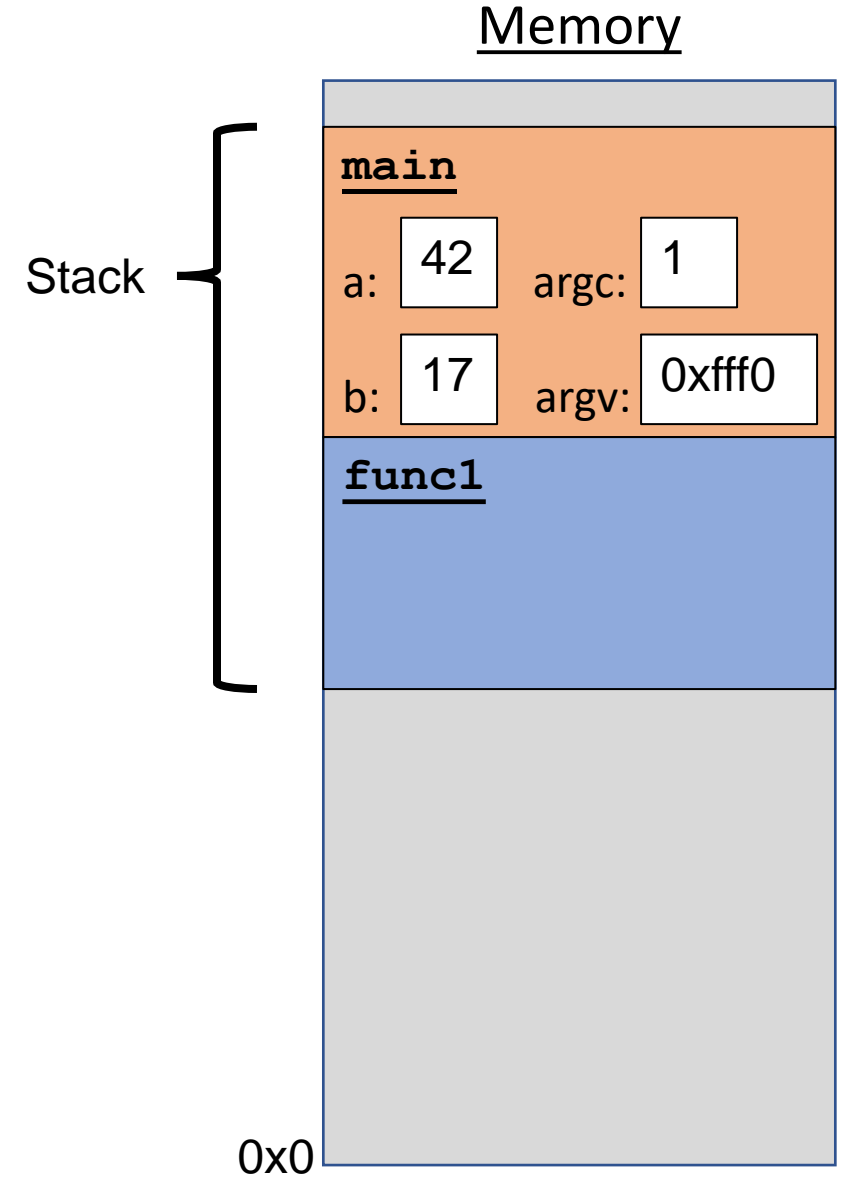 Memory
main
Stack
a: 42 argc: 1
b: 17 argv: 0xfff0
func1
0x0